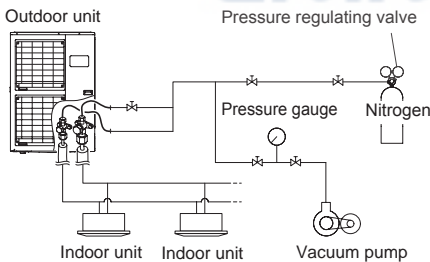 Outdoor unit
Pressure regulating valve
Pressure gauge
Nitrogen
Indoor unit
Indoor unit
Vacuum pump